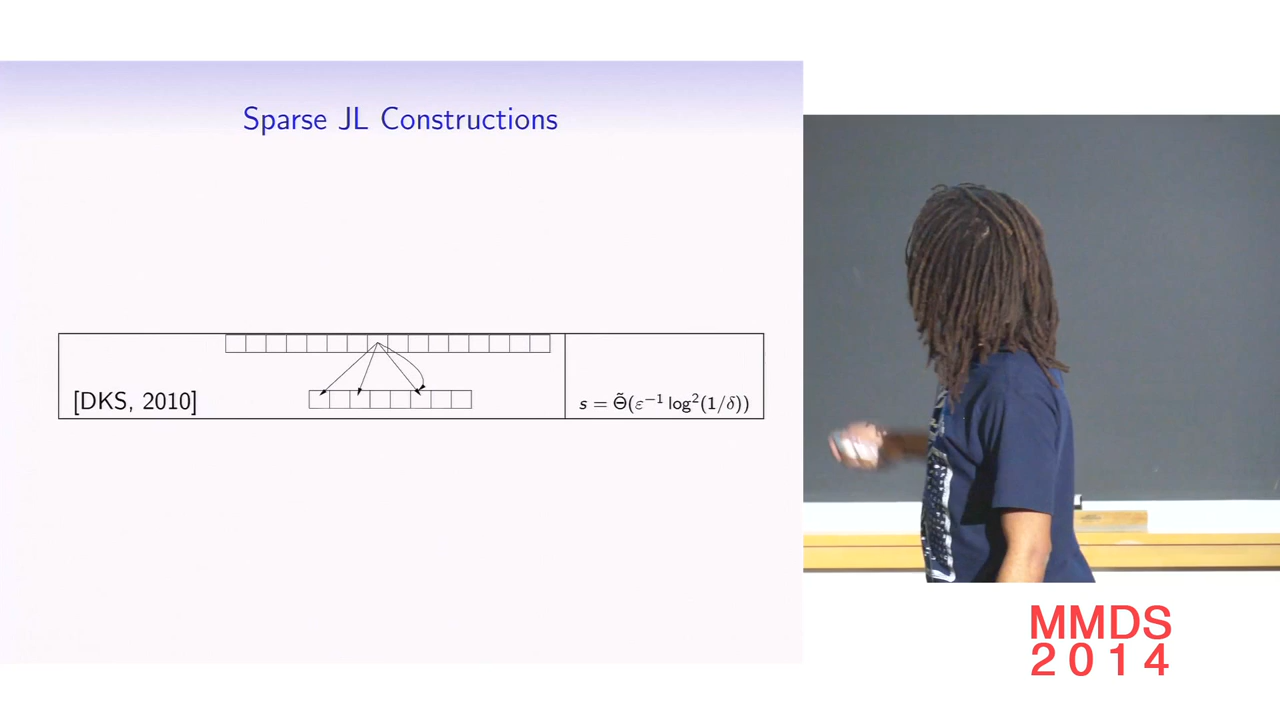 Sparse JL Constructions
[DKS, 2010]
s = Θ̃(ε⁻¹ log²(1/δ))
MMDS
2014